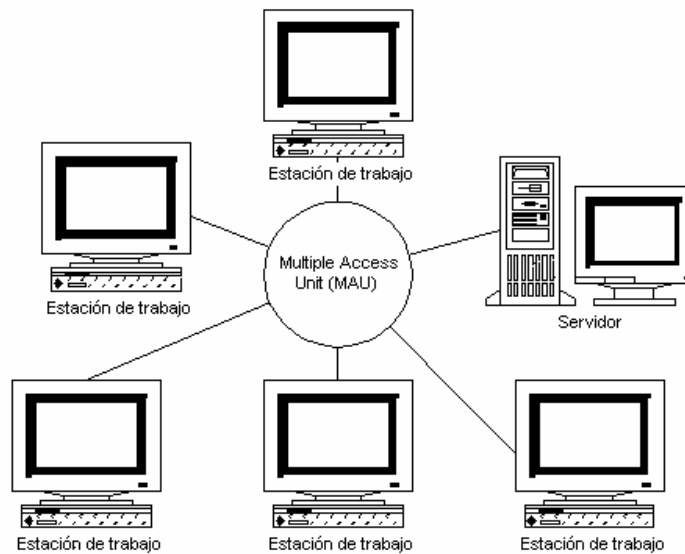 Estación de trabajo
Multiple Access
Unit (MAU)
Estación de trabajo
Servidor
Estación de trabajo
Estación de trabajo
Estación de trabajo